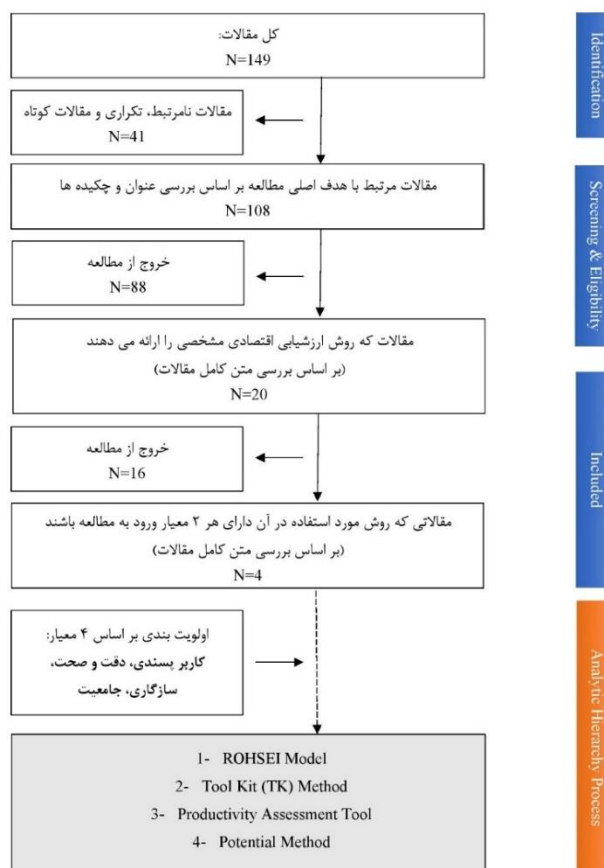 کل مقالات:
N=149
مقالات نامرتبط، تکراری و مقالات کوتاه
N=41
مقالات مرتبط با هدف اصلی مطالعه بر اساس بررسی عنوان و چکیده ها
N=108
خروج از مطالعه
N=88
مقالات که روش ارزشیابی اقتصادی مشخصی را ارائه می دهند
(بر اساس بررسی متن کامل مقالات)
N=20
خروج از مطالعه
N=16
مقالاتی که روش مورد استفاده در آن دارای هر ۲ معیار ورود به مطالعه باشند
(بر اساس بررسی متن کامل مقالات)
N=4
اولویت بندی بر اساس ۴ معیار:
کاربر پسندی، دقت و صحت،
سازگاری، جامعیت
1- ROHSEI Model
2- Tool Kit (TK) Method
3- Productivity Assessment Tool
4- Potential Method
Identification
Screening & Eligibility
Included
Analytic Hierarchy Process